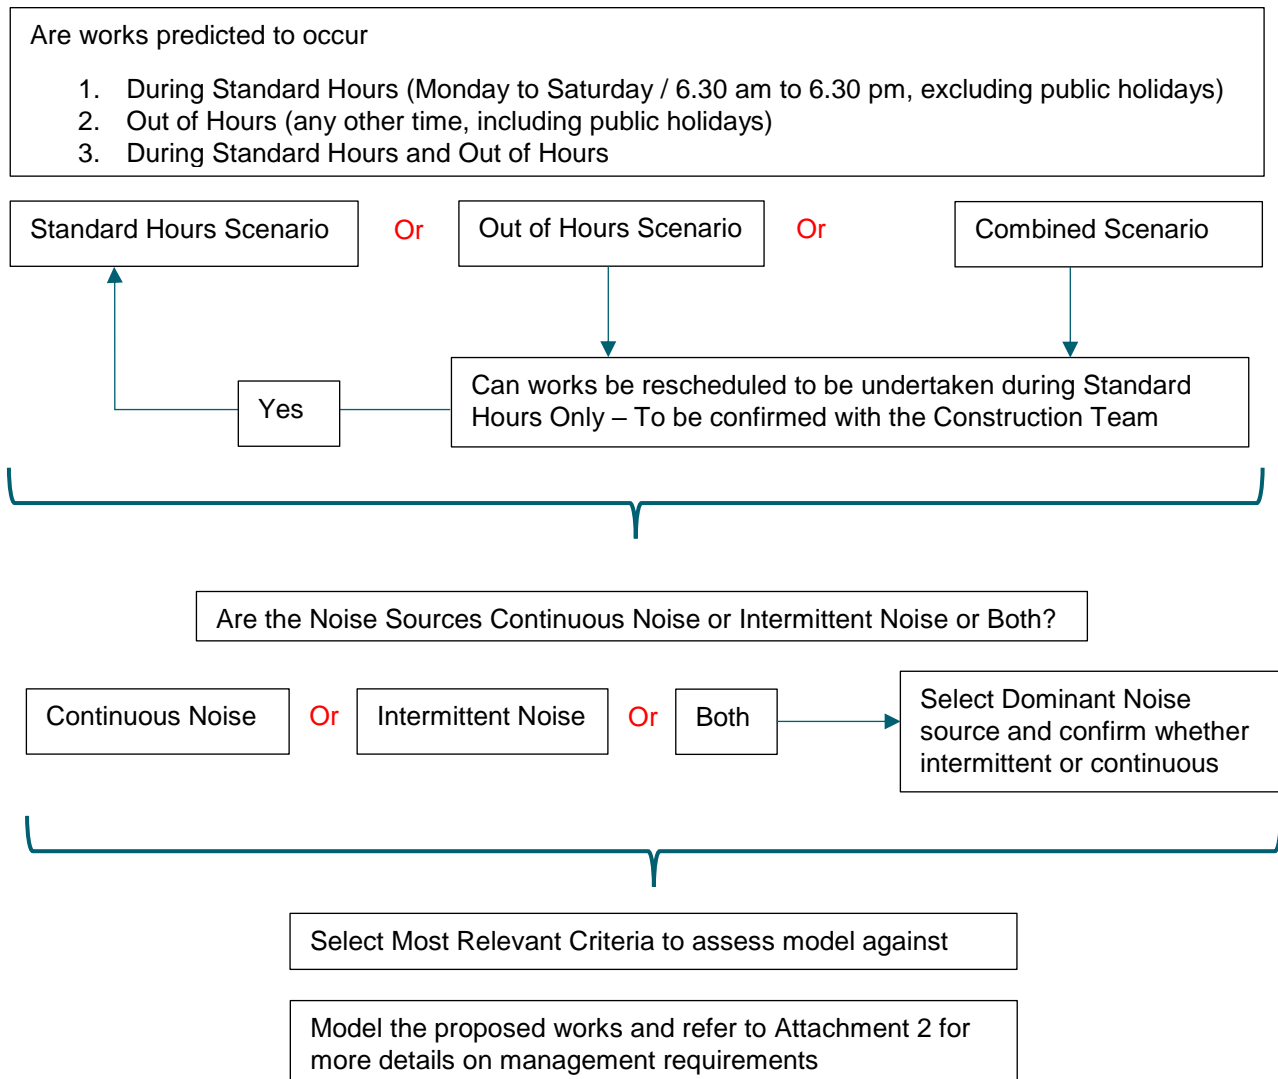 Are works predicted to occur
1. During Standard Hours (Monday to Saturday / 6.30 am to 6.30 pm, excluding public holidays)
2. Out of Hours (any other time, including public holidays)
3. During Standard Hours and Out of Hours
Standard Hours Scenario
Or
Out of Hours Scenario
Or
Combined Scenario
Can works be rescheduled to be undertaken during Standard
Hours Only – To be confirmed with the Construction Team
Yes
Are the Noise Sources Continuous Noise or Intermittent Noise or Both?
Continuous Noise
Or
Intermittent Noise
Or
Both
Select Dominant Noise
source and confirm whether
intermittent or continuous
Select Most Relevant Criteria to assess model against
Model the proposed works and refer to Attachment 2 for
more details on management requirements